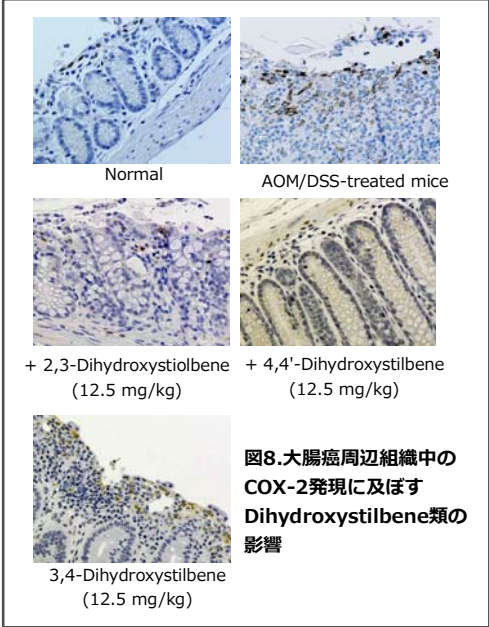 Normal
AOM/DSS-treated mice
+ 2,3-Dihydroxystiolbene
(12.5 mg/kg)
+ 4,4'-Dihydroxystilbene
(12.5 mg/kg)
3,4-Dihydroxystilbene
(12.5 mg/kg)
図8.大腸癌周辺組織中の
COX-2発現に及ぼす
Dihydroxystilbene類の
影響